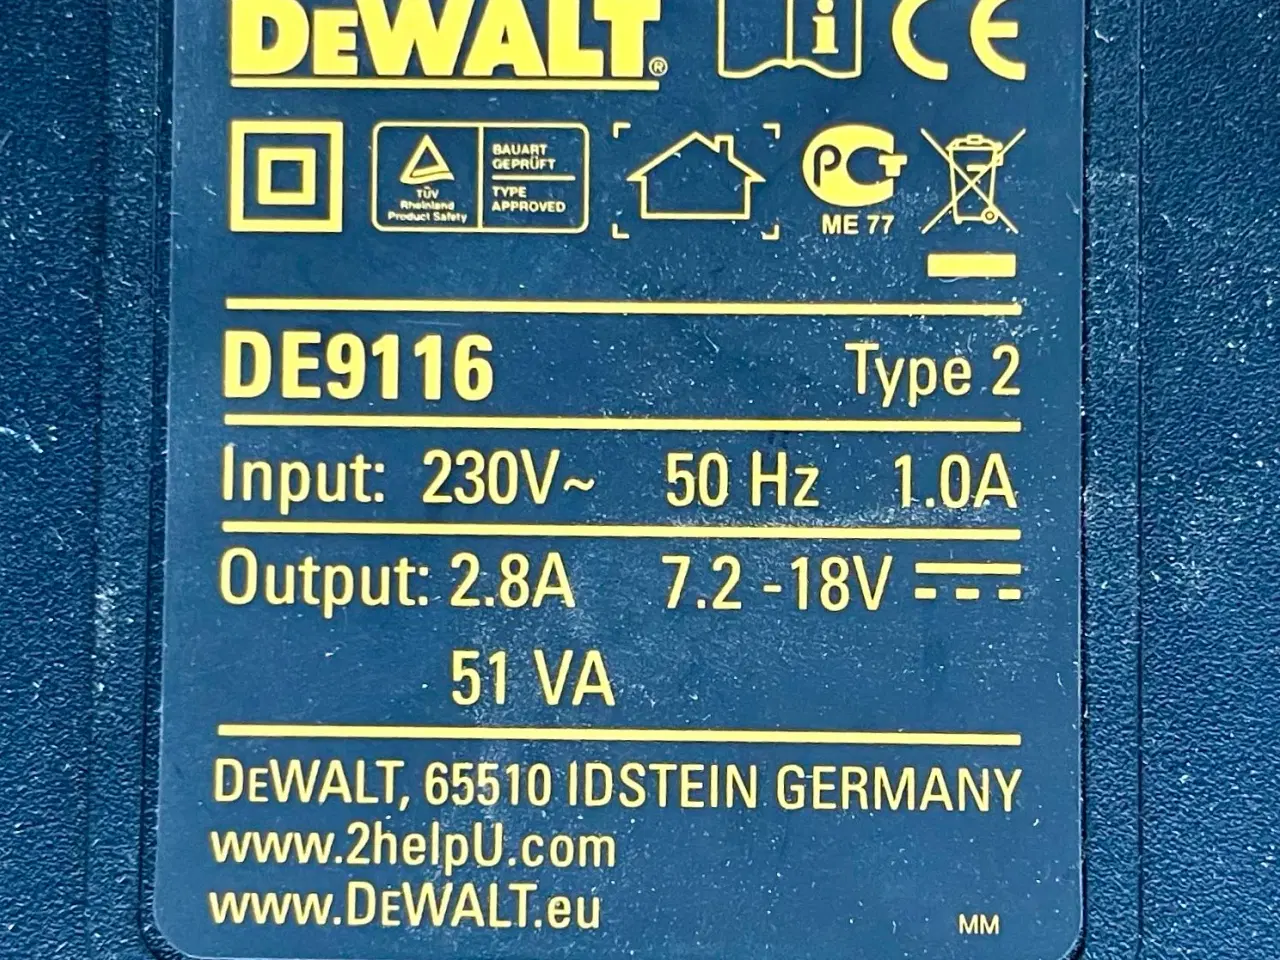 DEWALT®
i CE
TÜV
Rheinland
Product Safety
BAUART
GEPRÜFT
TYPE
APPROVED
PCT
ME 77
DE9116 Type 2
Input: 230V~ 50 Hz 1.0A
Output: 2.8A 7.2 -18V
51 VA
DEWALT, 65510 IDSTEIN GERMANY
www.2helpU.com
www.DEWALT.eu
MM